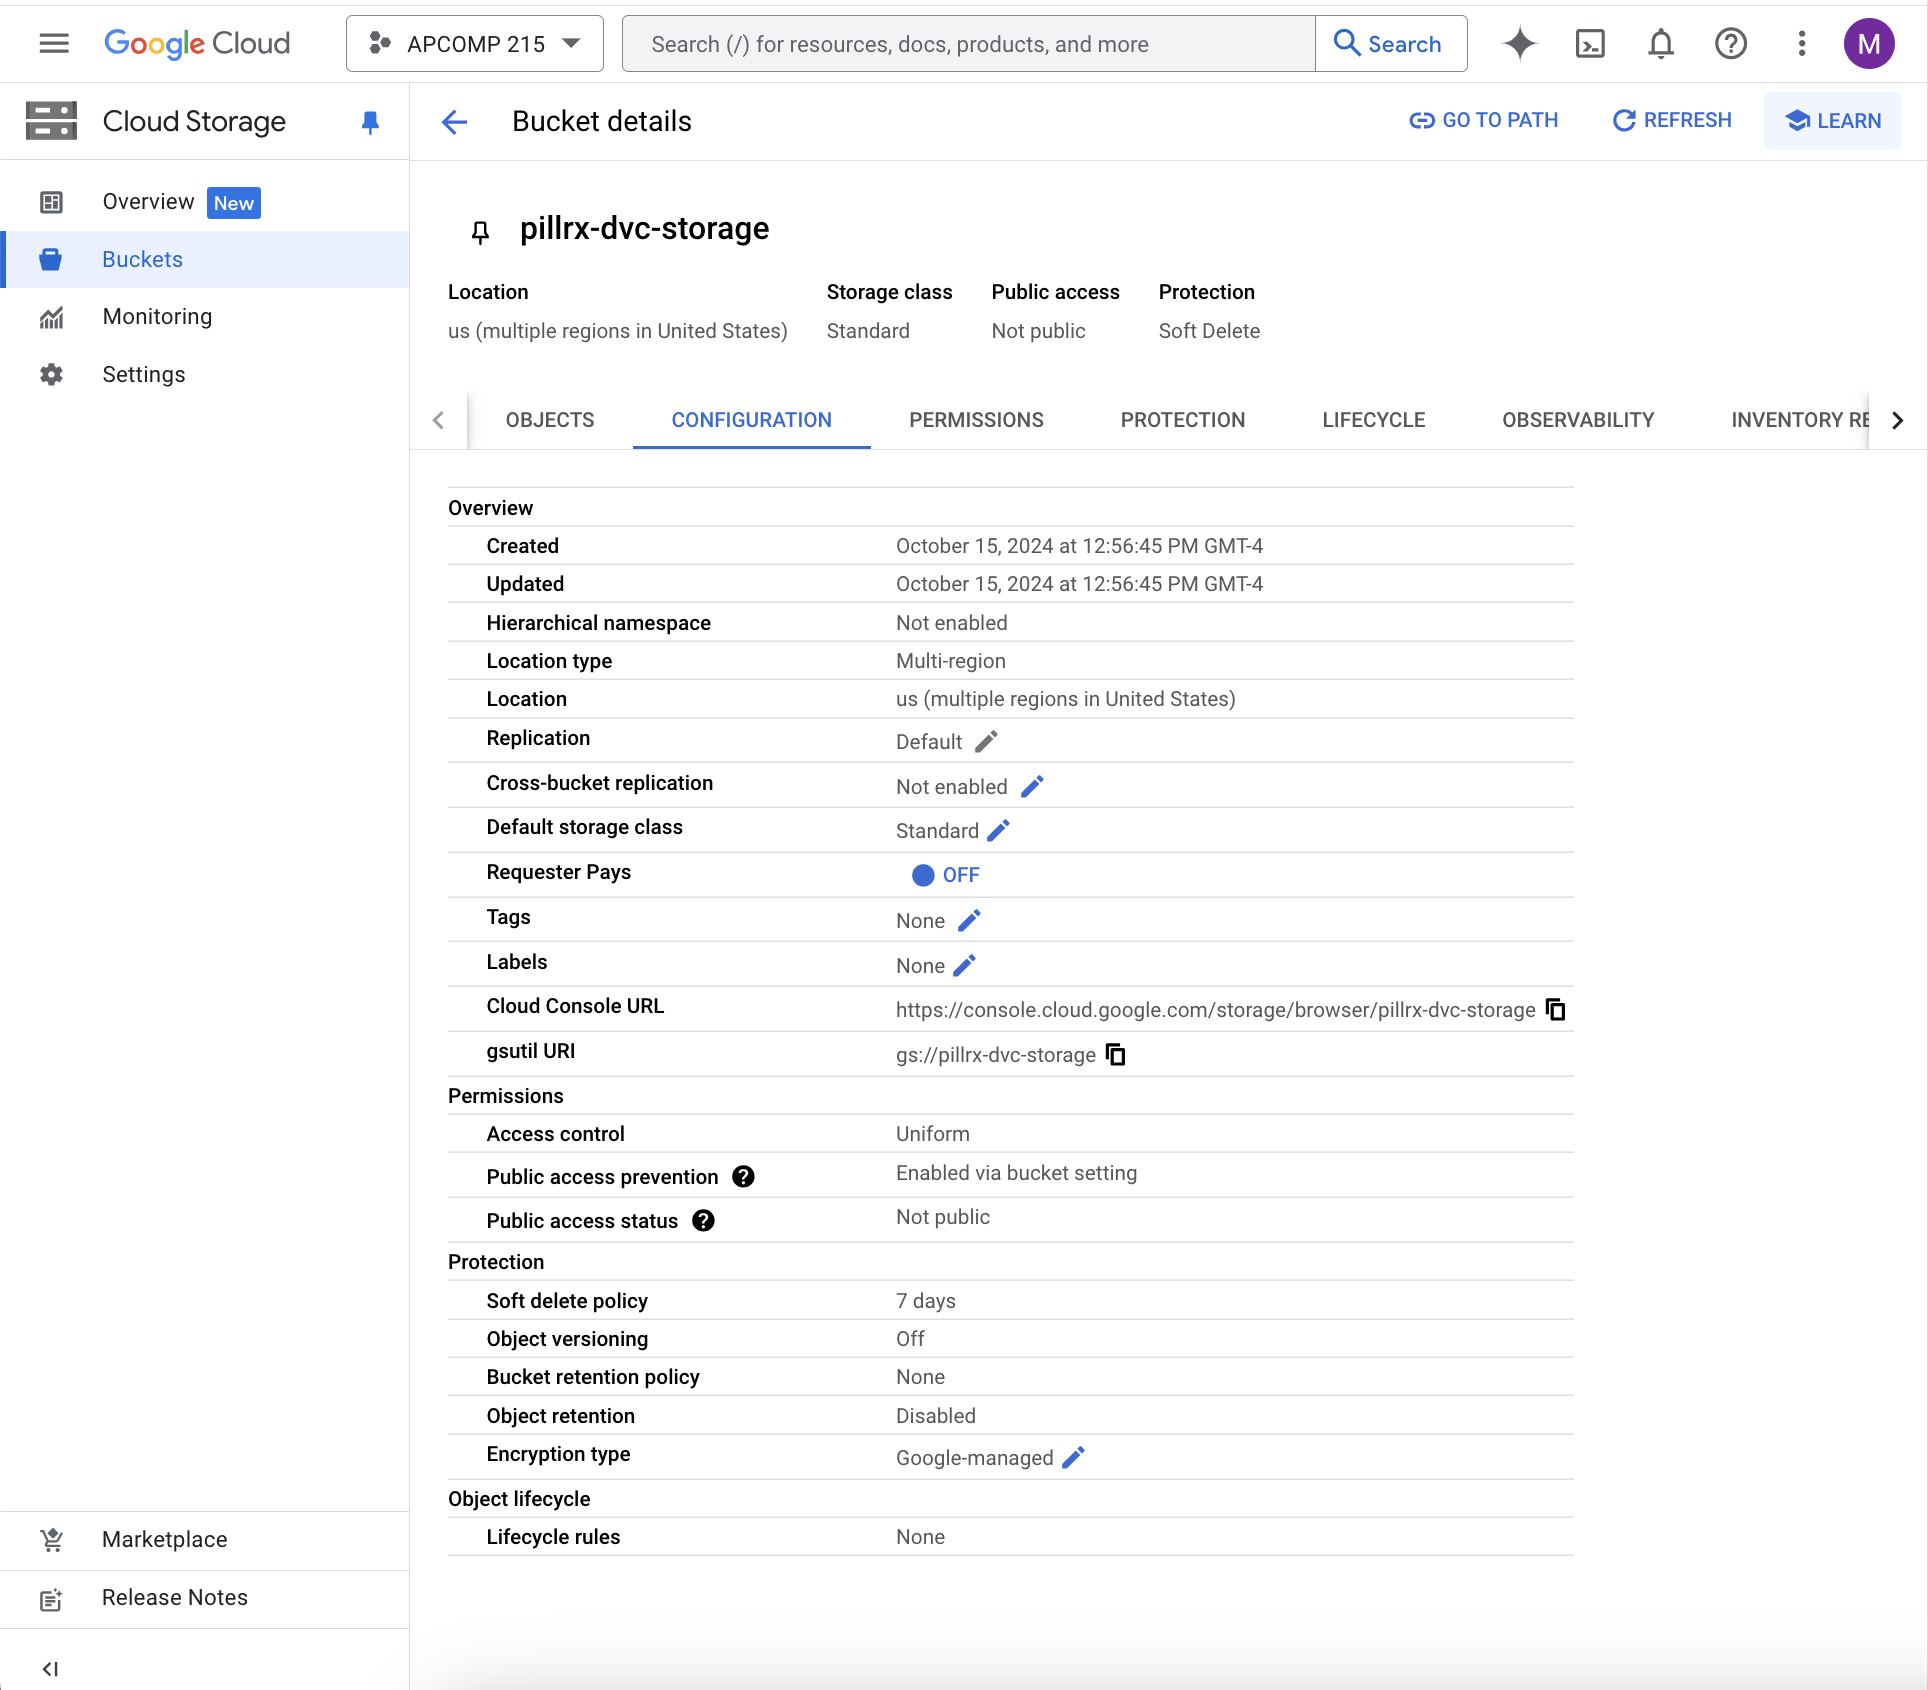 Google Cloud
APCOMP 215
Search (/) for resources, docs, products, and more
Search
M
Cloud Storage
Bucket details
GO TO PATH
REFRESH
LEARN
Overview New
Buckets
Monitoring
Settings
pillrx-dvc-storage
Location Storage class Public access Protection
us (multiple regions in United States) Standard Not public Soft Delete
OBJECTS CONFIGURATION PERMISSIONS PROTECTION LIFECYCLE OBSERVABILITY INVENTORY RE
Overview
Created October 15, 2024 at 12:56:45 PM GMT-4
Updated October 15, 2024 at 12:56:45 PM GMT-4
Hierarchical namespace Not enabled
Location type Multi-region
Location us (multiple regions in United States)
Replication Default
Cross-bucket replication Not enabled
Default storage class Standard
Requester Pays OFF
Tags None
Labels None
Cloud Console URL https://console.cloud.google.com/storage/browser/pillrx-dvc-storage
gsutil URI gs://pillrx-dvc-storage
Permissions
Access control Uniform
Public access prevention Enabled via bucket setting
Public access status Not public
Protection
Soft delete policy 7 days
Object versioning Off
Bucket retention policy None
Object retention Disabled
Encryption type Google-managed
Object lifecycle
Lifecycle rules None
Marketplace
Release Notes